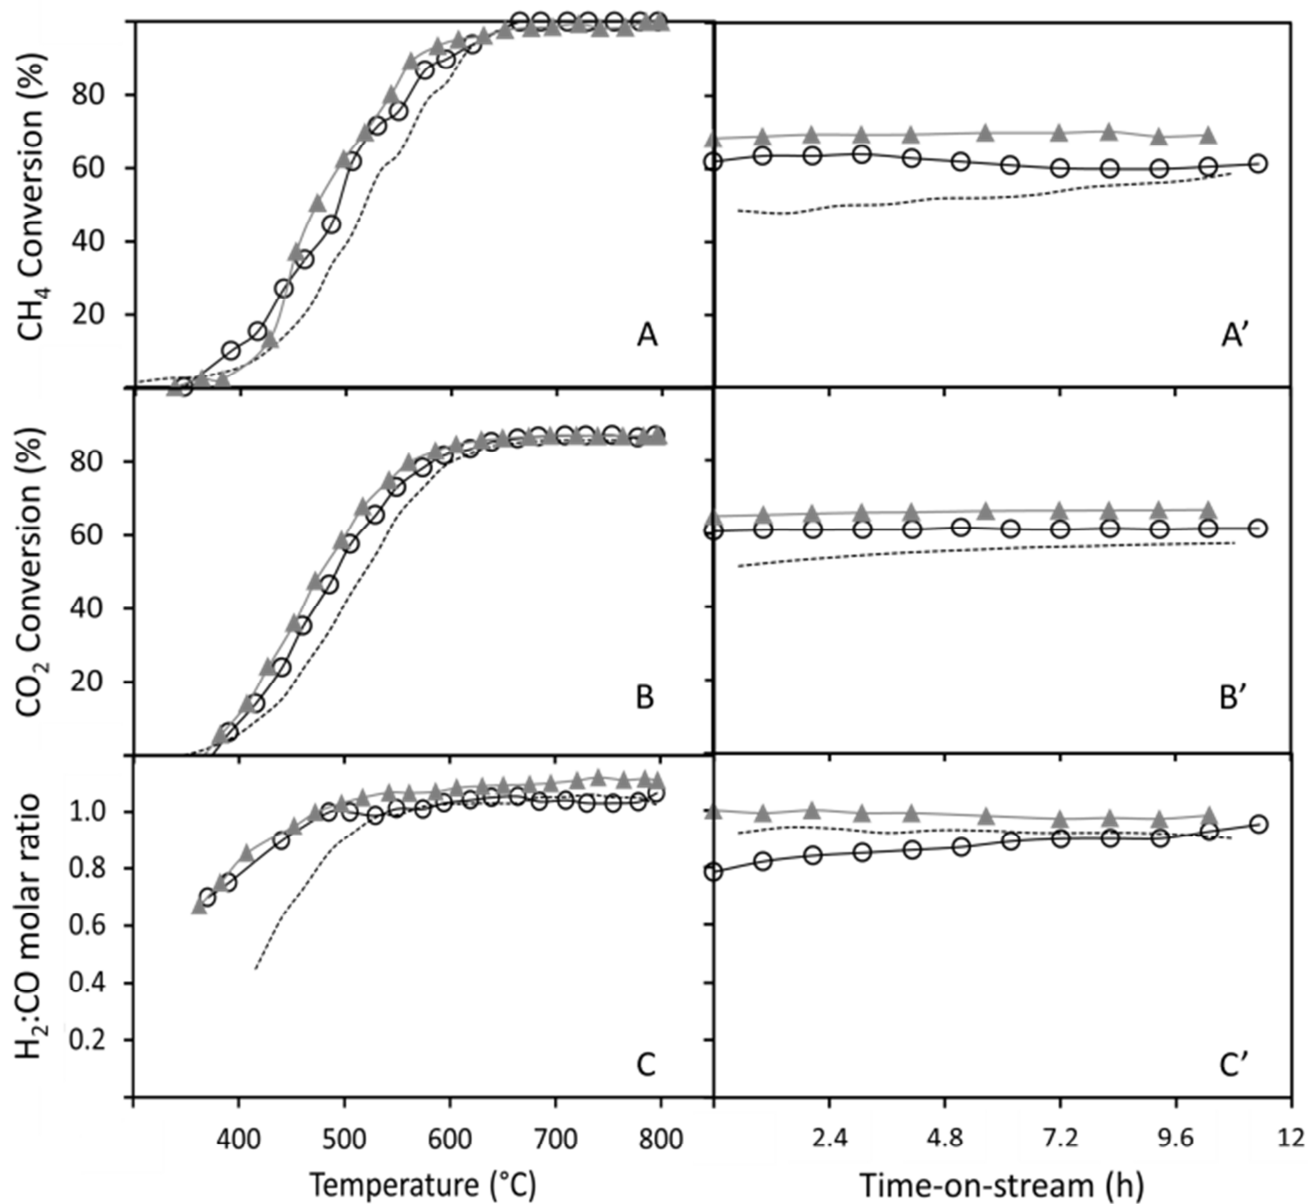 CH4 Conversion (%)
80
60
40
20
A
A’
CO2 Conversion (%)
80
60
40
20
B
B’
H2:CO molar ratio
1.0
0.8
0.6
0.4
0.2
C
C’
400 500 600 700 800
2.4 4.8 7.2 9.6 12
Temperature (°C)
Time-on-stream (h)